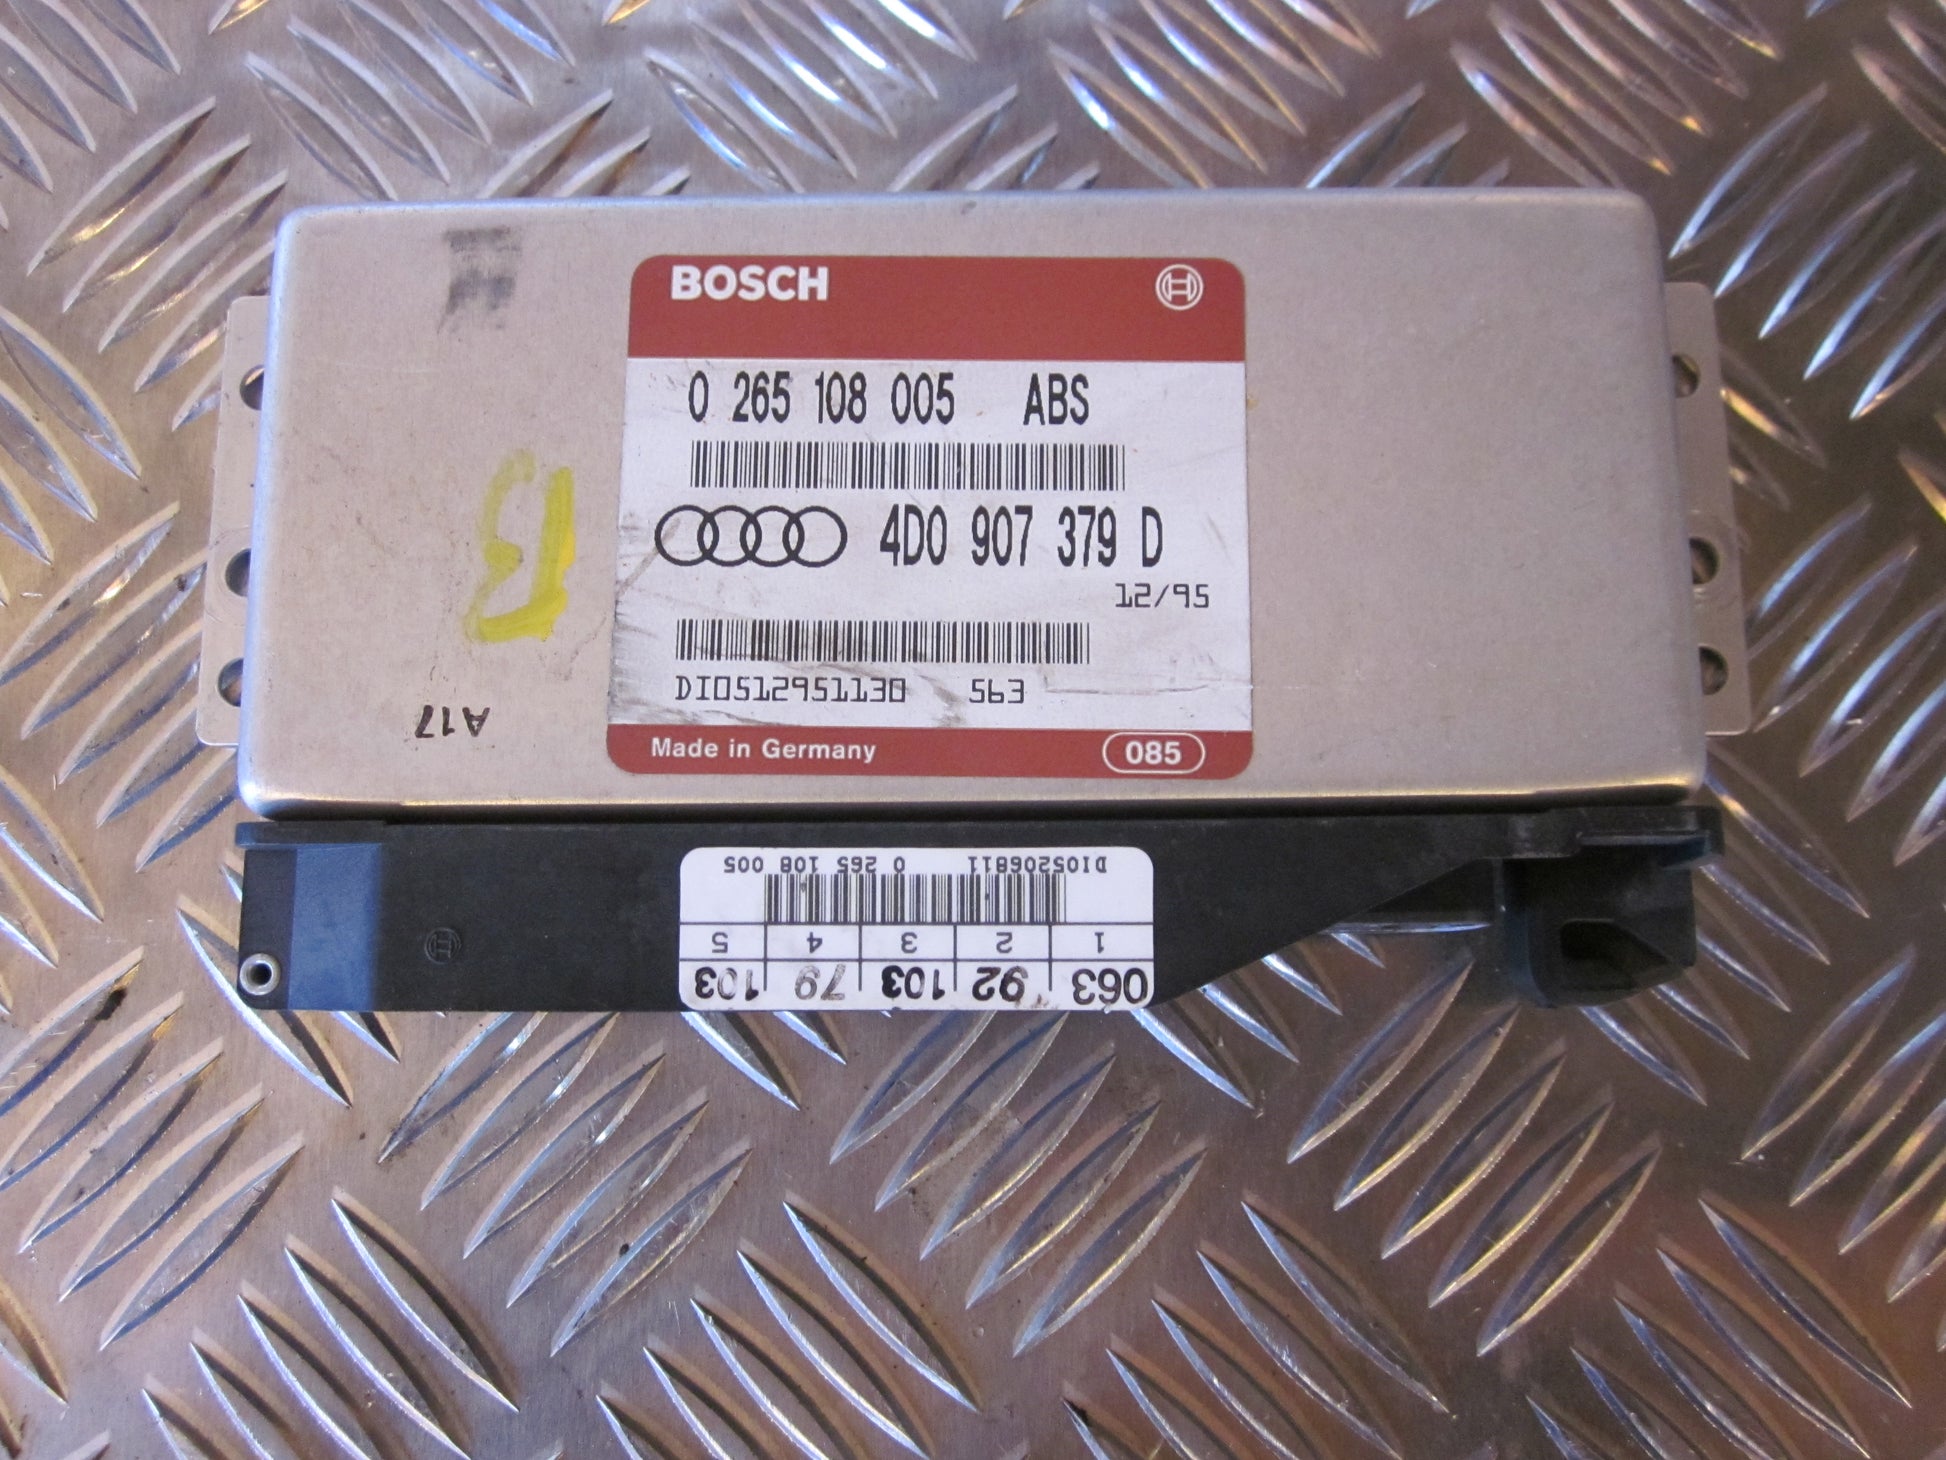 BOSCH
0 265 108 005 ABS
4D0 907 379 D
12/95
DI0512951130 563
A17
Made in Germany 085
DI05206811 0 265 108 005
1 2 3 4 5
063 92 103 79 103